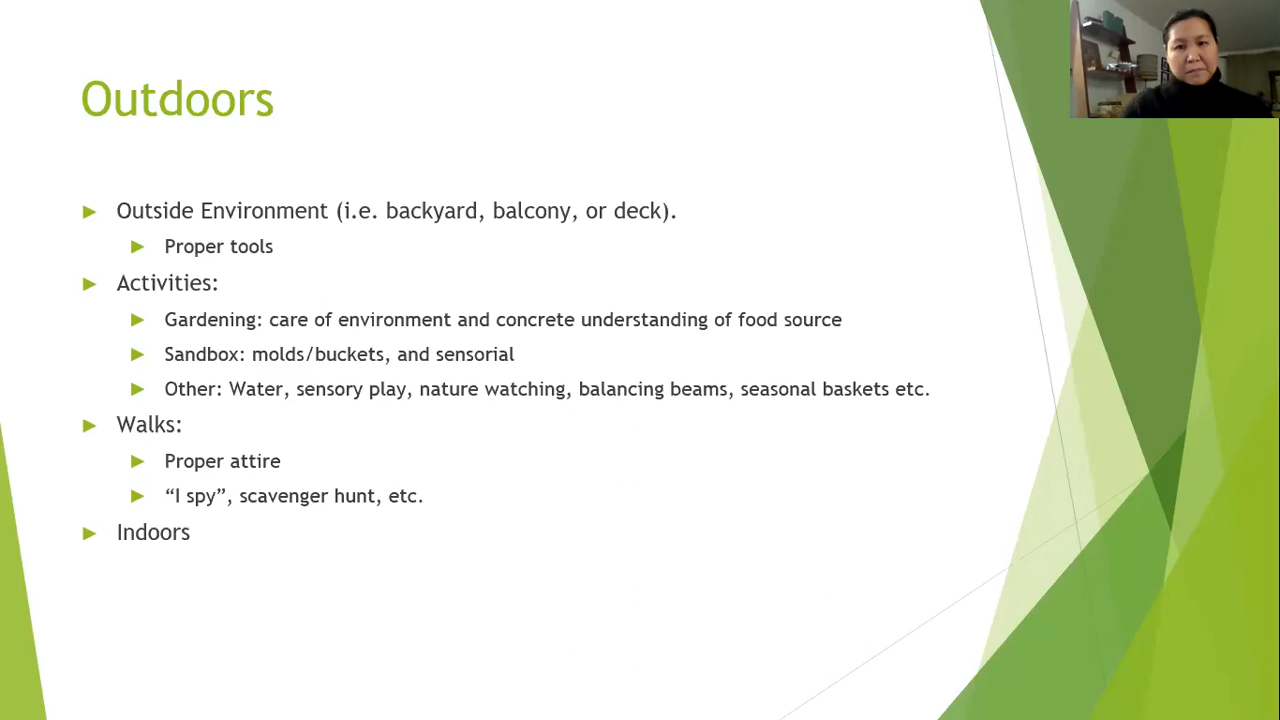 Outdoors
Outside Environment (i.e. backyard, balcony, or deck).
Proper tools
Activities:
Gardening: care of environment and concrete understanding of food source
Sandbox: molds/buckets, and sensorial
Other: Water, sensory play, nature watching, balancing beams, seasonal baskets etc.
Walks:
Proper attire
“I spy”, scavenger hunt, etc.
Indoors